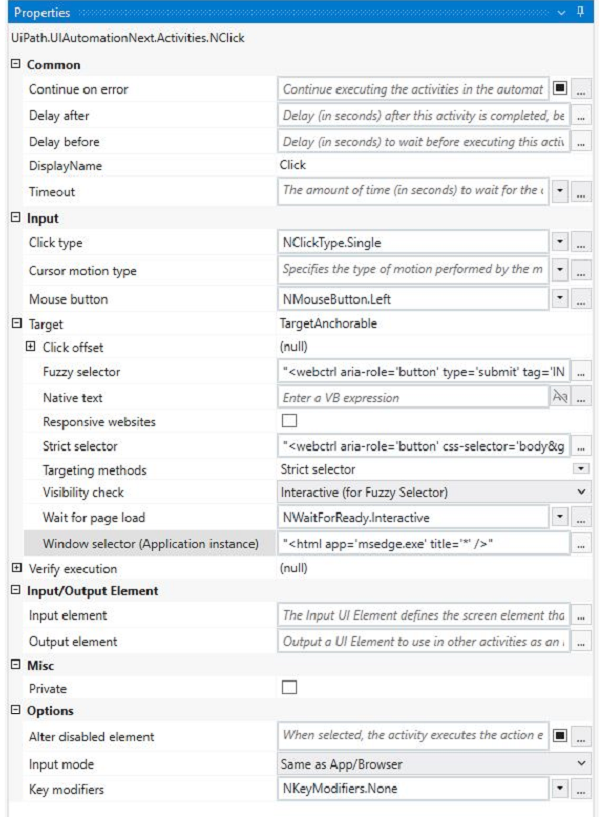 Properties
UiPath.UIAutomationNext.Activities.NClick
Common
Continue on error Continue executing the activities in the automat ...
Delay after Delay (in seconds) after this activity is completed, be ...
Delay before Delay (in seconds) to wait before executing this activ ...
DisplayName Click
Timeout The amount of time (in seconds) to wait for the ...
Input
Click type NClickType.Single ...
Cursor motion type Specifies the type of motion performed by the m ...
Mouse button NMouseButton.Left ...
Target TargetAnchorable
Click offset (null)
Fuzzy selector "<webctrl aria-role='button' type='submit' tag='IN ...
Native text Enter a VB expression Aa ...
Responsive websites
Strict selector "<webctrl aria-role='button' css-selector='body&g ...
Targeting methods Strict selector
Visibility check Interactive (for Fuzzy Selector)
Wait for page load NWaitForReady.Interactive ...
Window selector (Application instance) "<html app='msedge.exe' title='*' />" ...
Verify execution (null)
Input/Output Element
Input element The Input UI Element defines the screen element tha ...
Output element Output a UI Element to use in other activities as an ...
Misc
Private
Options
Alter disabled element When selected, the activity executes the action e ...
Input mode Same as App/Browser
Key modifiers NKeyModifiers.None ...